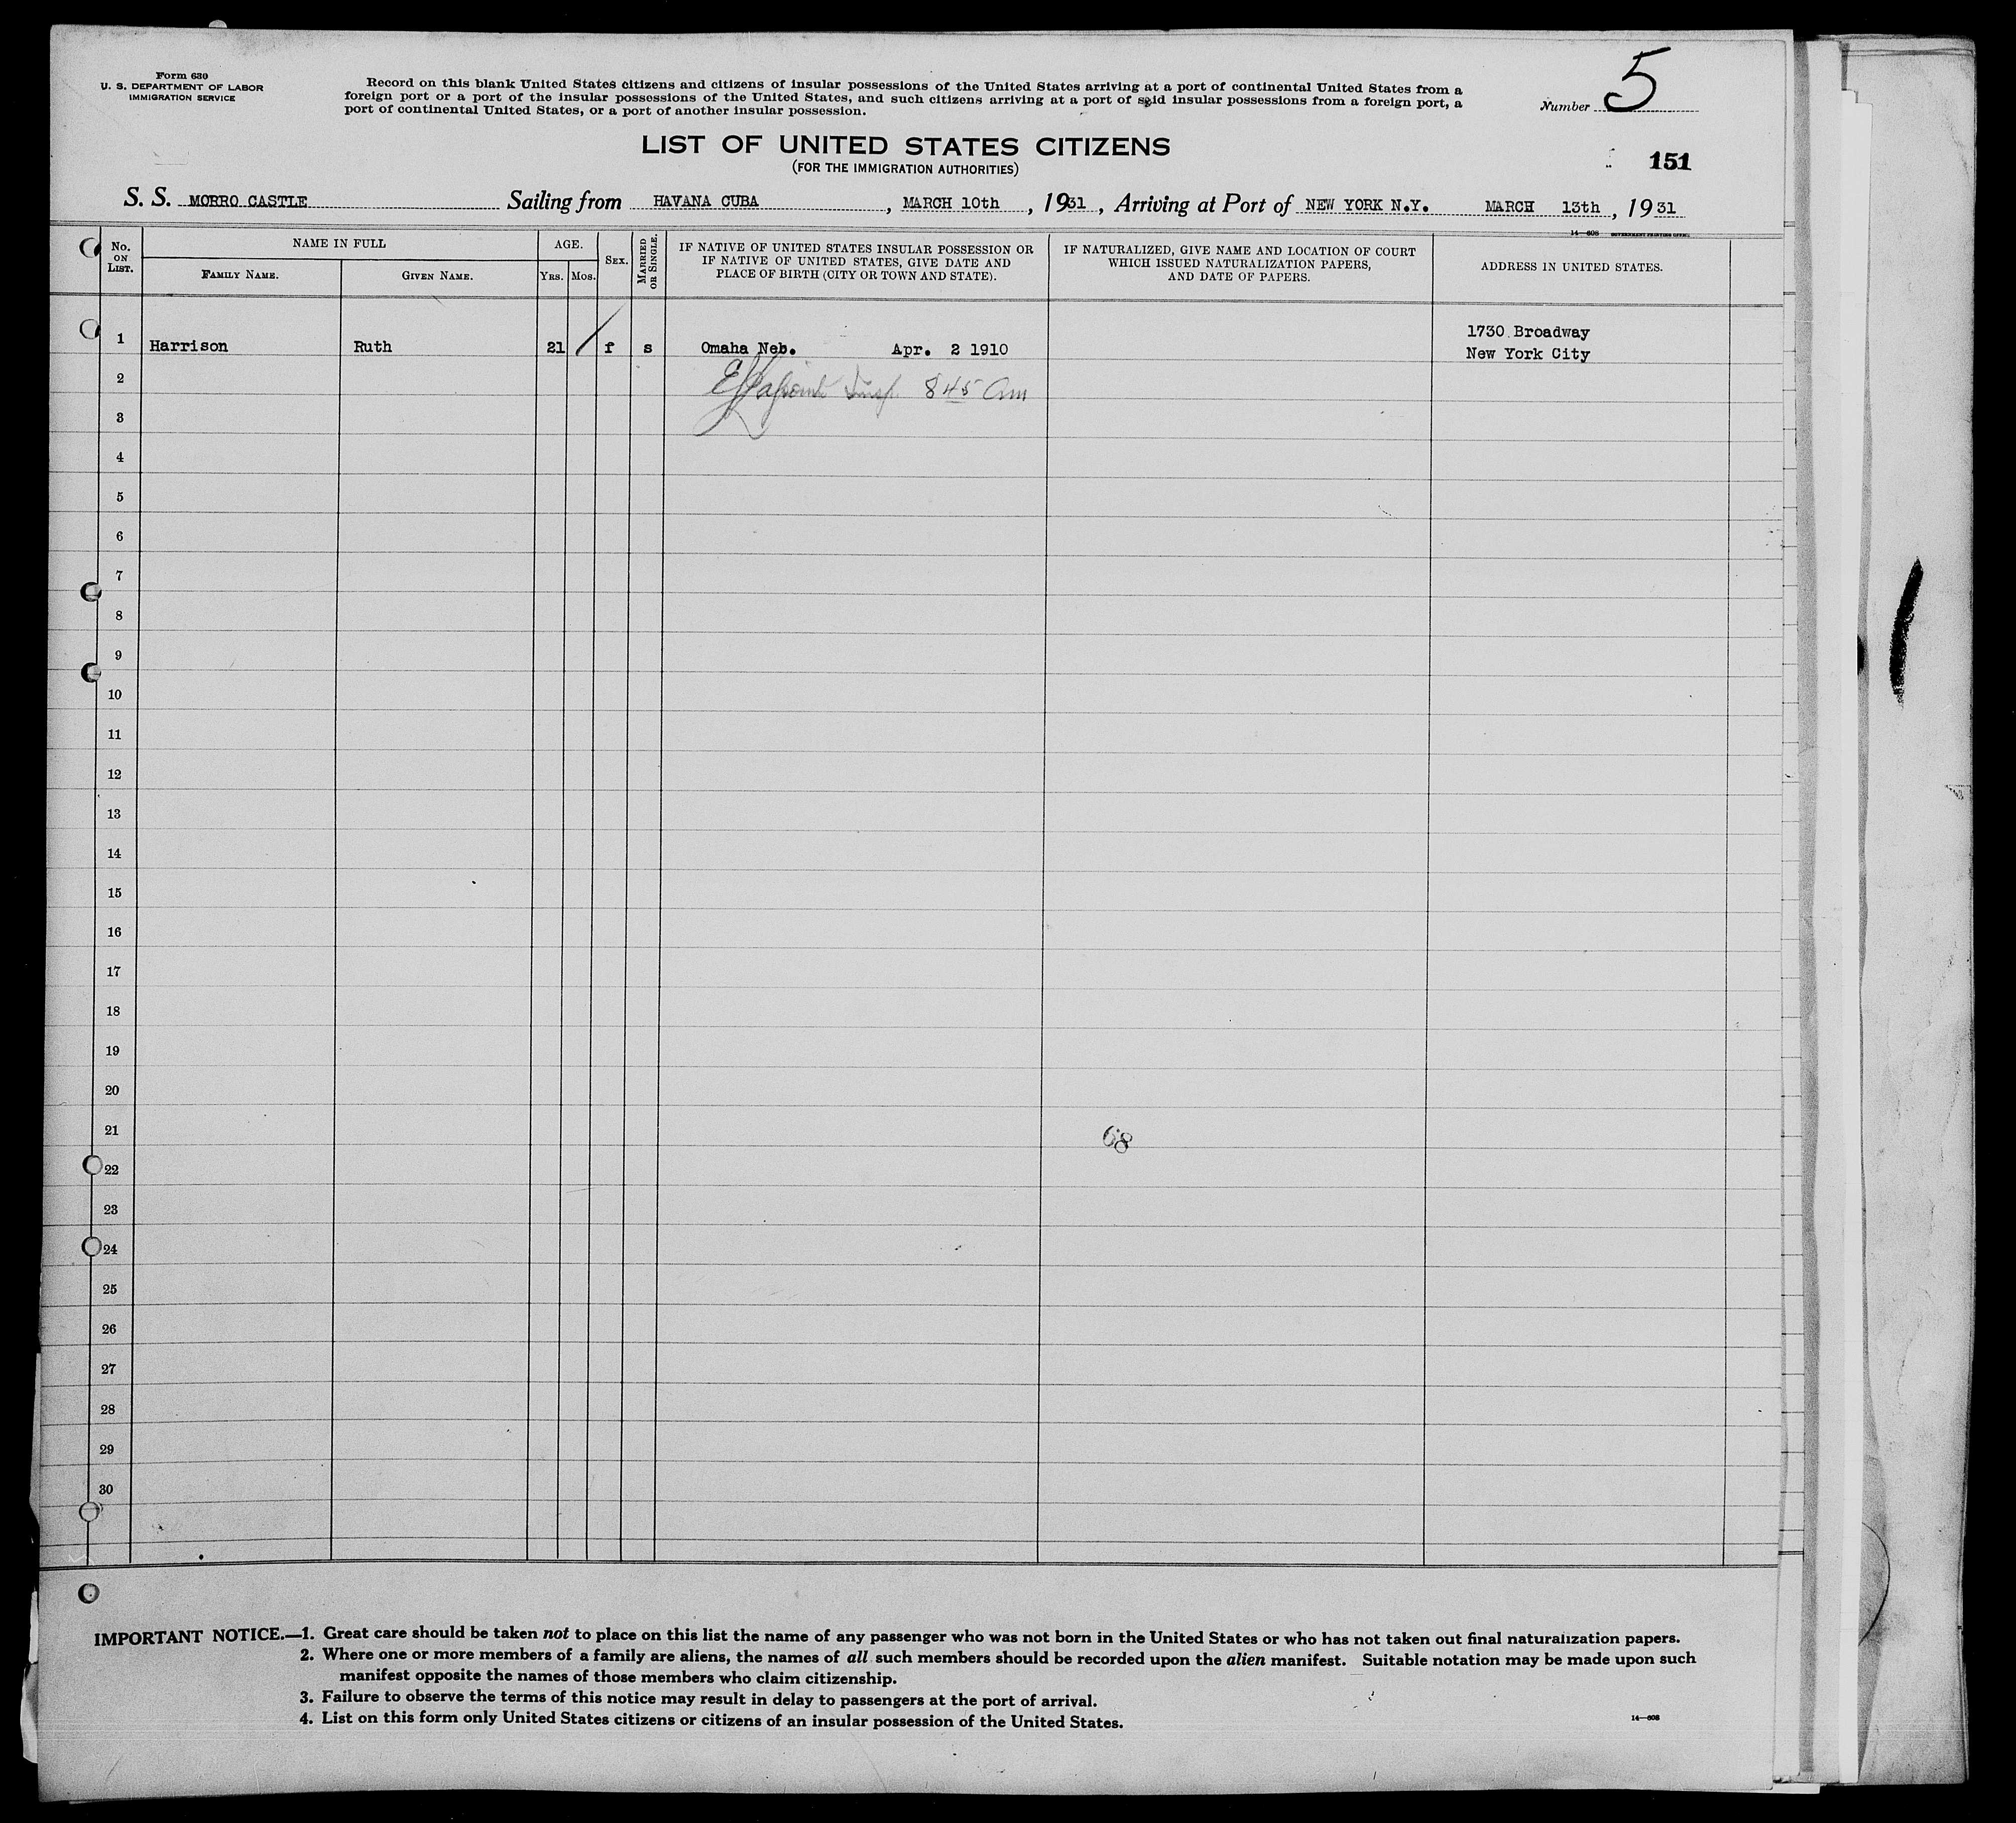 Form 630
U. S. DEPARTMENT OF LABOR
IMMIGRATION SERVICE
Record on this blank United States citizens and citizens of insular possessions of the United States arriving at a port of continental United States from a
foreign port or a port of the insular possessions of the United States, and such citizens arriving at a port of said insular possessions from a foreign port, a
port of continental United States, or a port of another insular possession.
Number 5
LIST OF UNITED STATES CITIZENS
(FOR THE IMMIGRATION AUTHORITIES)
151
S. S. MORRO CASTLE Sailing from HAVANA CUBA, MARCH 10th, 1931, Arriving at Port of NEW YORK N.Y. MARCH 13th, 1931
14—608 GOVERNMENT PRINTING OFFICE
No. ON LIST.
NAME IN FULL
FAMILY NAME.
GIVEN NAME.
AGE.
YRS.
MOS.
SEX.
MARRIED OR SINGLE.
IF NATIVE OF UNITED STATES INSULAR POSSESSION OR
IF NATIVE OF UNITED STATES, GIVE DATE AND
PLACE OF BIRTH (CITY OR TOWN AND STATE).
IF NATURALIZED, GIVE NAME AND LOCATION OF COURT
WHICH ISSUED NATURALIZATION PAPERS,
AND DATE OF PAPERS.
ADDRESS IN UNITED STATES.
1730 Broadway
1 Harrison Ruth 21 f s Omaha Neb. Apr. 2 1910 New York City
2
Insp. 8 45 Am
3
4
5
6
7
8
9
10
11
12
13
14
15
16
17
18
19
20
21
68
22
23
24
25
26
27
28
29
30
IMPORTANT NOTICE.—1. Great care should be taken not to place on this list the name of any passenger who was not born in the United States or who has not taken out final naturalization papers.
2. Where one or more members of a family are aliens, the names of all such members should be recorded upon the alien manifest. Suitable notation may be made upon such
manifest opposite the names of those members who claim citizenship.
3. Failure to observe the terms of this notice may result in delay to passengers at the port of arrival.
4. List on this form only United States citizens or citizens of an insular possession of the United States.
14—608